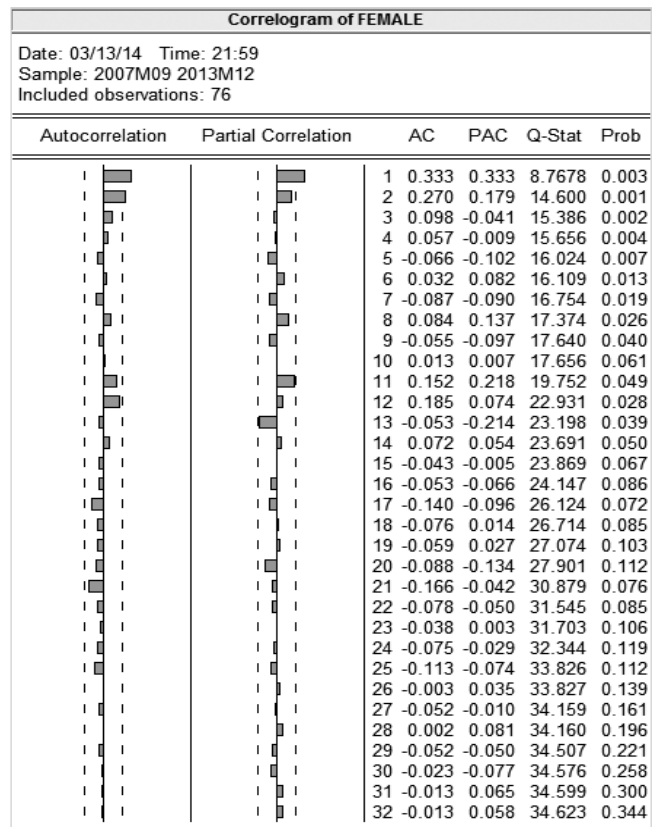 Correlogram of FEMALE
Date: 03/13/14 Time: 21:59
Sample: 2007M09 2013M12
Included observations: 76
Autocorrelation Partial Correlation AC PAC Q-Stat Prob
1 0.333 0.333 8.7678 0.003
2 0.270 0.179 14.600 0.001
3 0.098 -0.041 15.386 0.002
4 0.057 -0.009 15.656 0.004
5 -0.066 -0.102 16.024 0.007
6 0.032 0.082 16.109 0.013
7 -0.087 -0.090 16.754 0.019
8 0.084 0.137 17.374 0.026
9 -0.055 -0.097 17.640 0.040
10 0.013 0.007 17.656 0.061
11 0.152 0.218 19.752 0.049
12 0.185 0.074 22.931 0.028
13 -0.053 -0.214 23.198 0.039
14 0.072 0.054 23.691 0.050
15 -0.043 -0.005 23.869 0.067
16 -0.053 -0.066 24.147 0.086
17 -0.140 -0.096 26.124 0.072
18 -0.076 0.014 26.714 0.085
19 -0.059 0.027 27.074 0.103
20 -0.088 -0.134 27.901 0.112
21 -0.166 -0.042 30.879 0.076
22 -0.078 -0.050 31.545 0.085
23 -0.038 0.003 31.703 0.106
24 -0.075 -0.029 32.344 0.119
25 -0.113 -0.074 33.826 0.112
26 -0.003 0.035 33.827 0.139
27 -0.052 -0.010 34.159 0.161
28 0.002 0.081 34.160 0.196
29 -0.052 -0.050 34.507 0.221
30 -0.023 -0.077 34.576 0.258
31 -0.013 0.065 34.599 0.300
32 -0.013 0.058 34.623 0.344